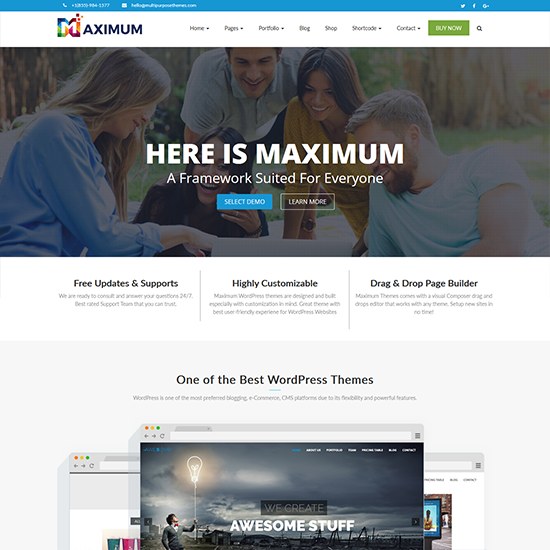 +1(855)-984-1377 hello@multipurposethemes.com
MAXIMUM Home Pages Portfolio Blog Shop Shortcode Contact BUY NOW
HERE IS MAXIMUM
A Framework Suited For Everyone
SELECT DEMO LEARN MORE
Free Updates & Supports
We are ready to consult and answer your questions 24/7.
Best rated Support Team that you can trust.
Highly Customizable
Maximum WordPress themes are designed and built
especially with customization in mind. Great theme with
best user-friendly experiene for WordPress Websites
Drag & Drop Page Builder
Maximum Themes comes with a visual Composer drag and
drops editor that works with any theme. Setup new sites in
no time!
One of the Best WordPress Themes
WordPress is one of the most preferred blogging, e-Commerce, CMS platforms due to its flexibility and powerful features.
HOME ABOUT US PORTFOLIO TEAM PRICING TABLE BLOG CONTACT
PRICING TABLE BLOG CONTACT
WE CREATE
AWESOME STUFF
ALL